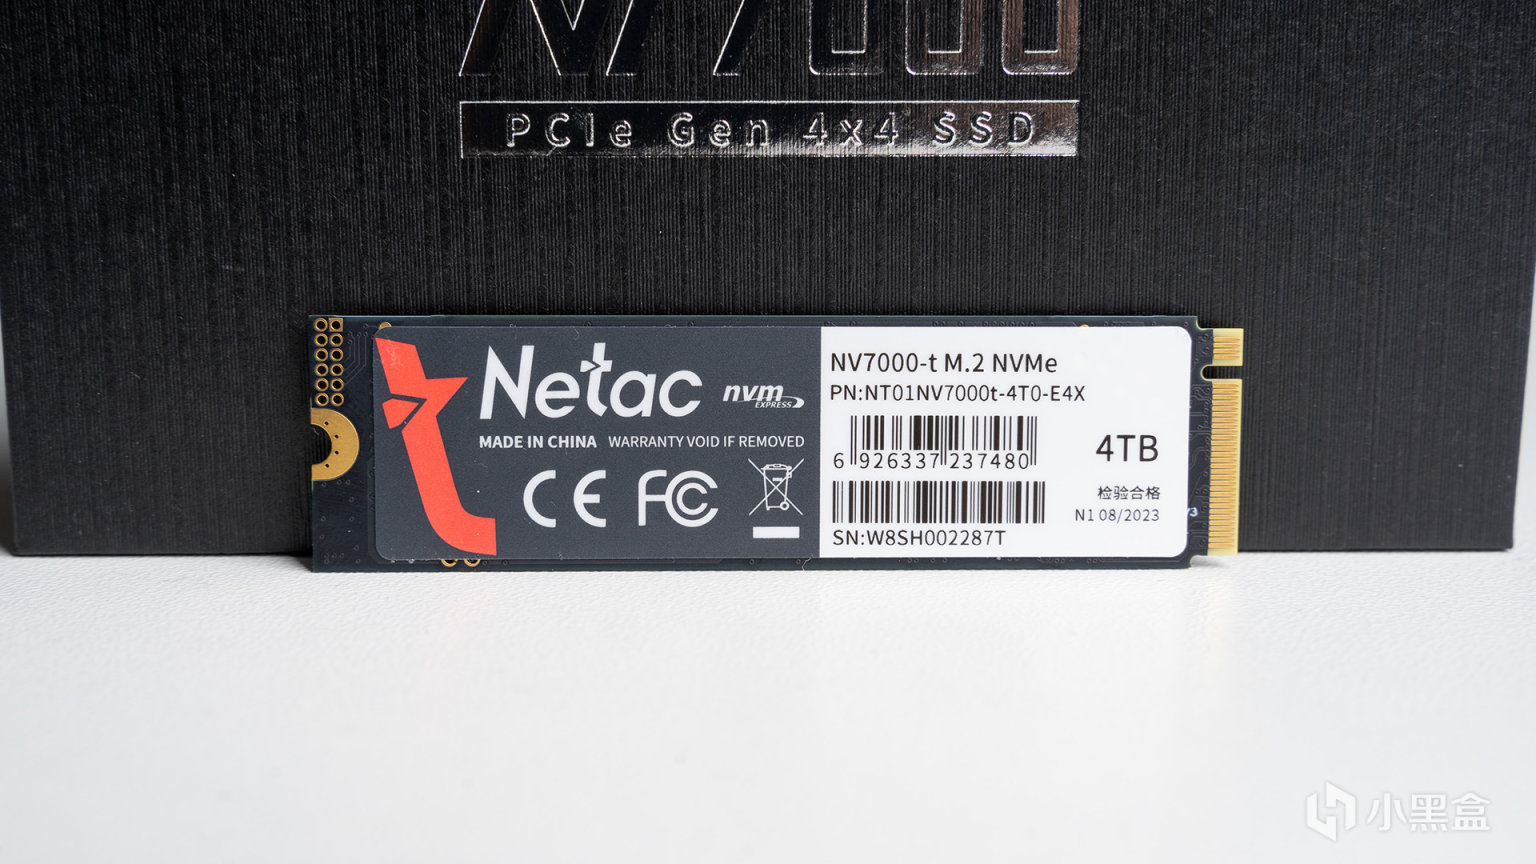 NV7000
PCIe Gen 4x4 SSD
Netac nvm EXPRESS
MADE IN CHINA WARRANTY VOID IF REMOVED
CE FC
NV7000-t M.2 NVMe
PN:NT01NV7000t-4T0-E4X
6 926337 237480
4TB
检验合格
N1 08/2023
SN:W8SH002287T
小黑盒